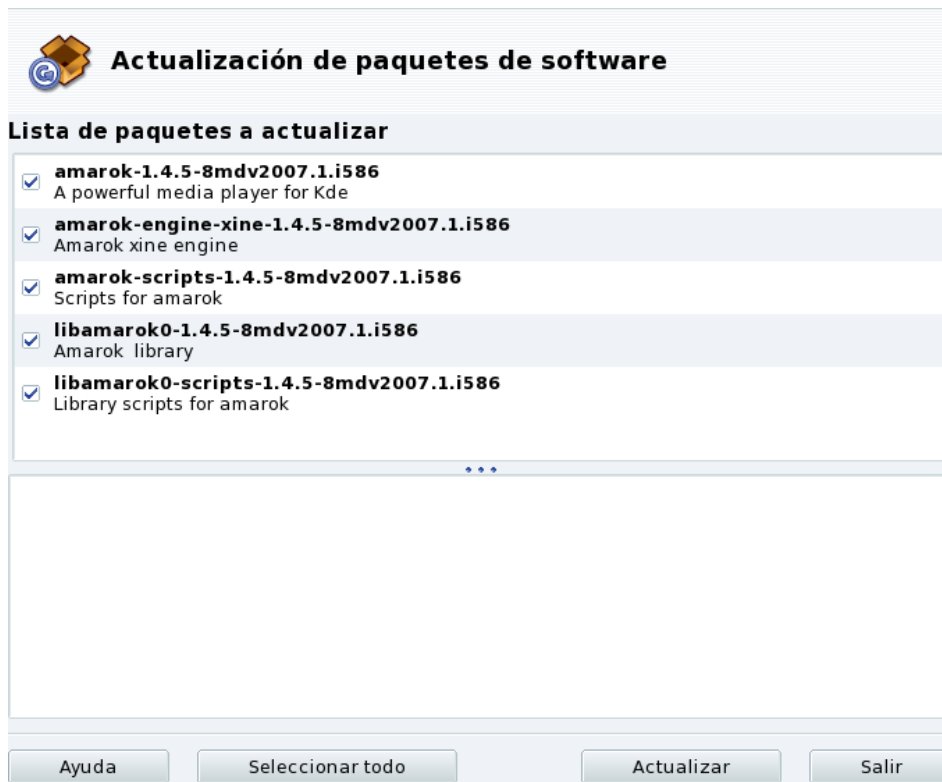 Actualización de paquetes de software
Lista de paquetes a actualizar
amarok-1.4.5-8mdv2007.1.i586
A powerful media player for Kde
amarok-engine-xine-1.4.5-8mdv2007.1.i586
Amarok xine engine
amarok-scripts-1.4.5-8mdv2007.1.i586
Scripts for amarok
libamarok0-1.4.5-8mdv2007.1.i586
Amarok  library
libamarok0-scripts-1.4.5-8mdv2007.1.i586
Library scripts for amarok
Ayuda Seleccionar todo Actualizar Salir